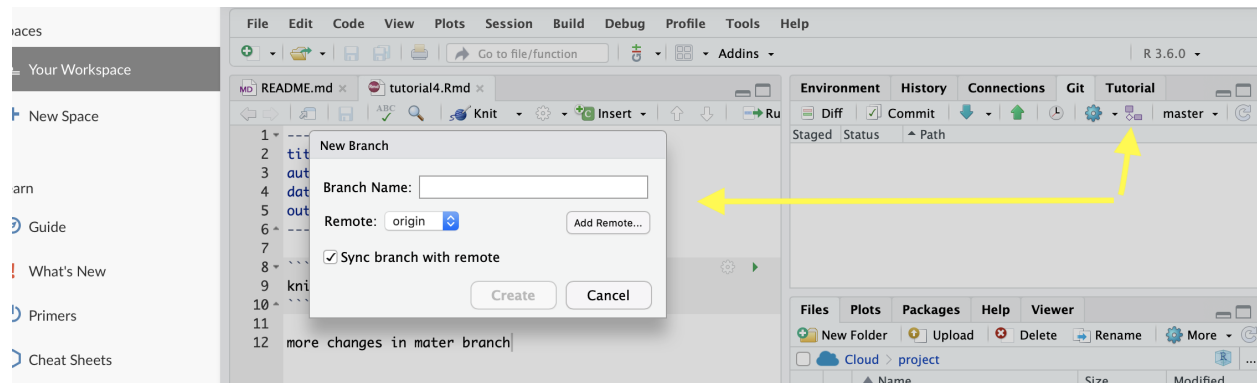 File Edit Code View Plots Session Build Debug Profile Tools Help
Go to file/function Addins R 3.6.0
Your Workspace
New Space
Guide
What's New
Primers
Cheat Sheets
MD README.md tutorial4.Rmd
ABC Knit Insert
1 ---
2 tit
3 aut
4 dat
5 out
6 ---
7
8 ```
9 kni
10 ```
11
12 more changes in mater branch
New Branch
Branch Name:
Remote: origin Add Remote...
Sync branch with remote
Create Cancel
Environment History Connections Git Tutorial
Diff Commit master
Staged Status Path
Files Plots Packages Help Viewer
New Folder Upload Delete Rename More
Cloud > project R ...
Name Size Modified